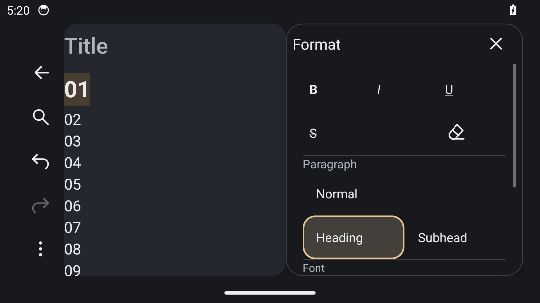 5:20
Title
01
02
03
04
05
06
07
08
09
Format
B
I
U
S
Paragraph
Normal
Heading
Subhead
Font